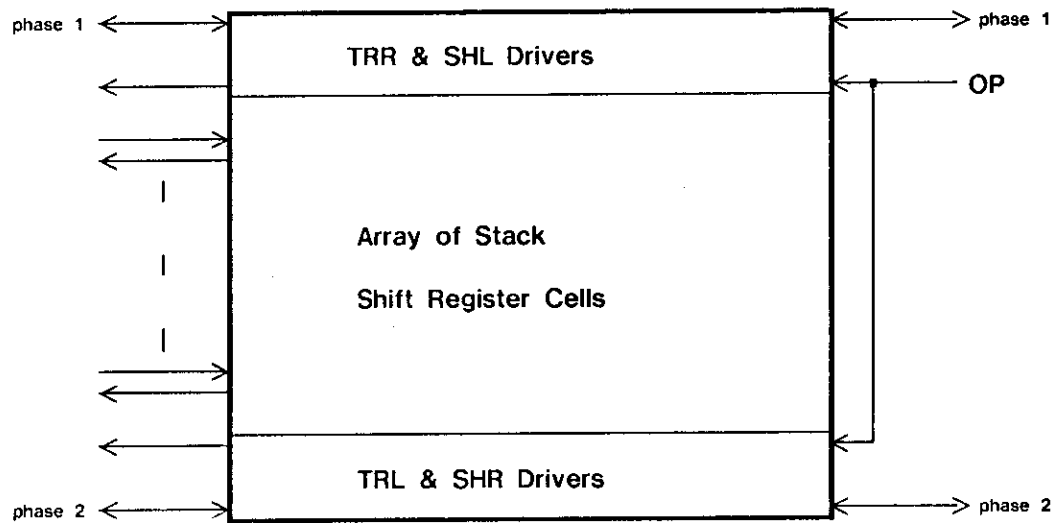 phase 1
phase 1
TRR & SHL Drivers
OP
Array of Stack
Shift Register Cells
TRL & SHR Drivers
phase 2
phase 2